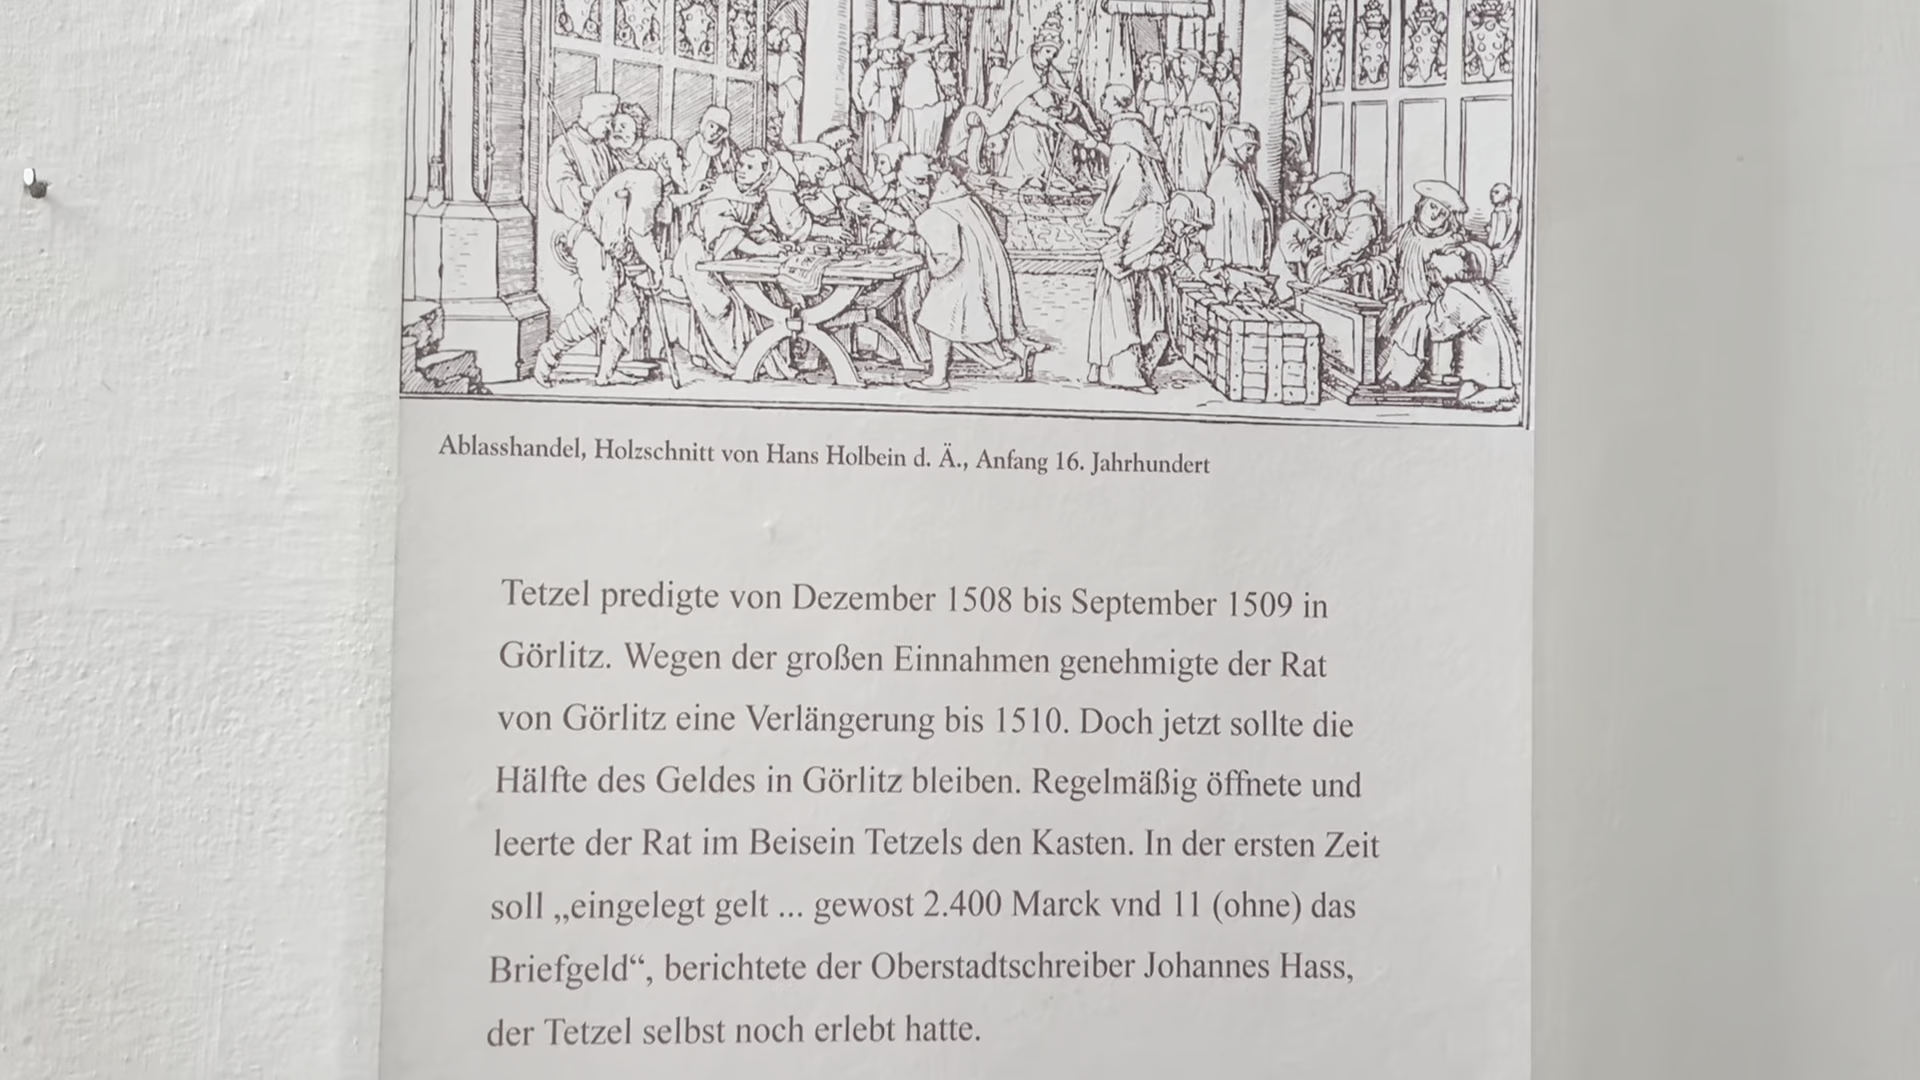 Ablasshandel, Holzschnitt von Hans Holbein d. Ä., Anfang 16. Jahrhundert
Tetzel predigte von Dezember 1508 bis September 1509 in
Görlitz. Wegen der großen Einnahmen genehmigte der Rat
von Görlitz eine Verlängerung bis 1510. Doch jetzt sollte die
Hälfte des Geldes in Görlitz bleiben. Regelmäßig öffnete und
leerte der Rat im Beisein Tetzels den Kasten. In der ersten Zeit
soll „eingelegt gelt ... gewost 2.400 Marck vnd 11 (ohne) das
Briefgeld“, berichtete der Oberstadtschreiber Johannes Hass,
der Tetzel selbst noch erlebt hatte.